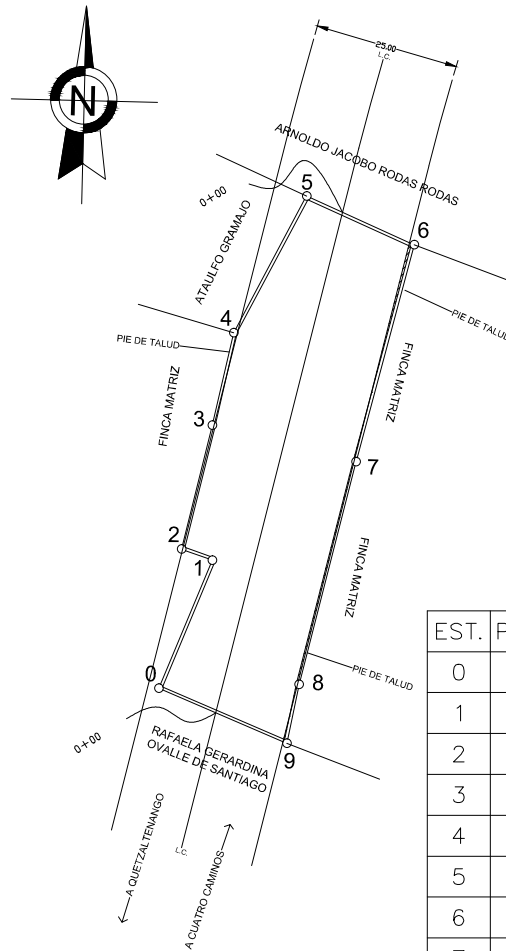 N
25.00
L.C.
ARNOLDO JACOBO RODAS RODAS
0+00
5
6
ATAULFO GRAMAJO
4
PIE DE TALUD
PIE DE TALUD
FINCA MATRIZ
FINCA MATRIZ
3
7
2
1
FINCA MATRIZ
0
8
PIE DE TALUD
9
0+00
RAFAELA GERARDINA
OVALLE DE SANTIAGO
L.C.
A QUETZALTENANGO
A CUATRO CAMINOS
EST. P
0
1
2
3
4
5
6